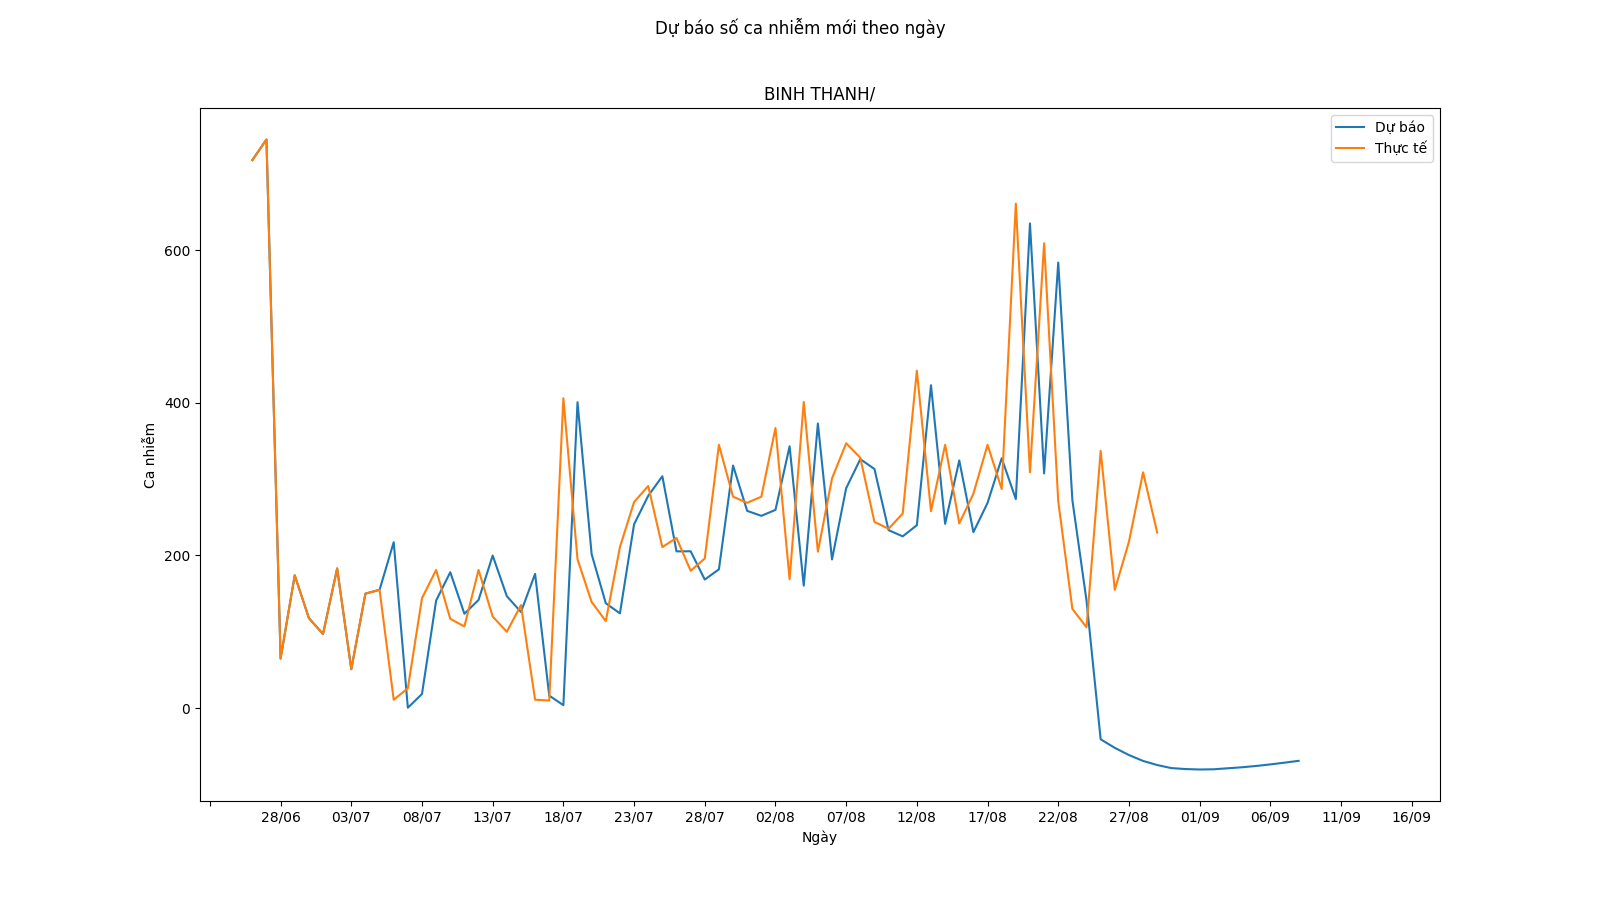 Dự báo số ca nhiễm mới theo ngày
BINH THANH/
Dự báo
Thực tế
600
400
200
0
Ca nhiễm
28/06 03/07 08/07 13/07 18/07 23/07 28/07 02/08 07/08 12/08 17/08 22/08 27/08 01/09 06/09 11/09 16/09
Ngày